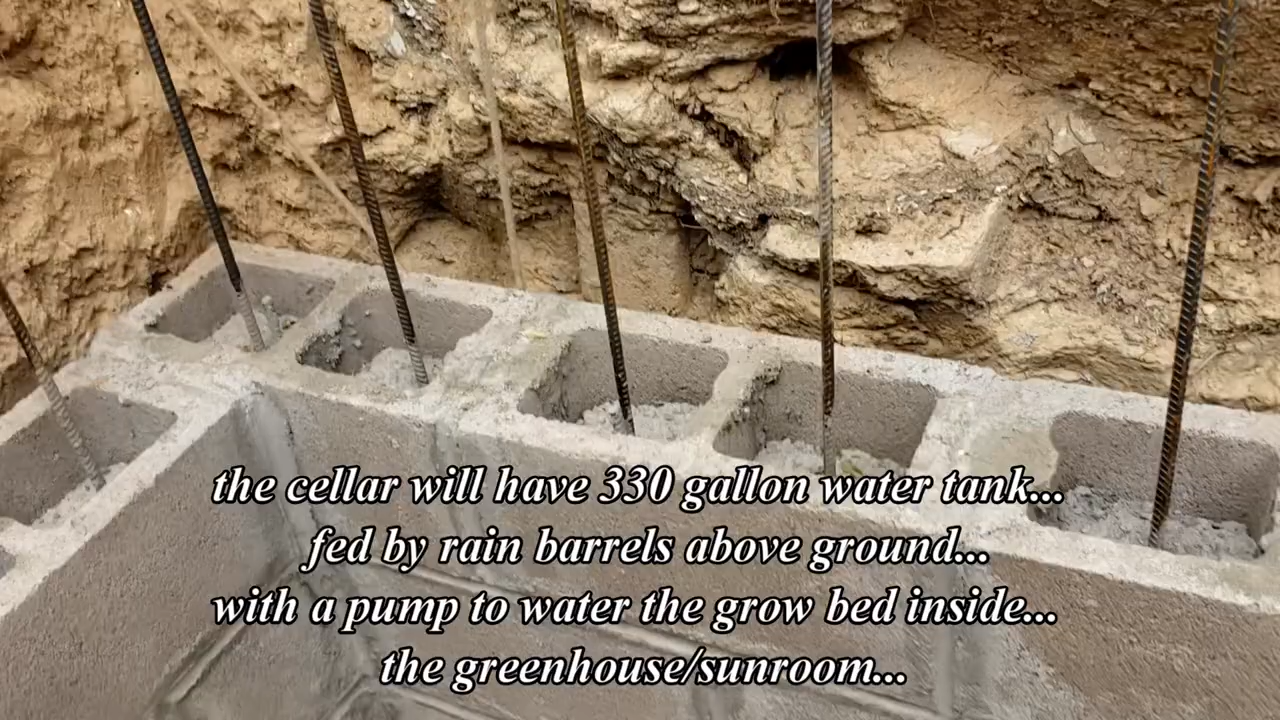 the cellar will have 330 gallon water tank...
fed by rain barrels above ground...
with a pump to water the grow bed inside...
the greenhouse/sunroom...